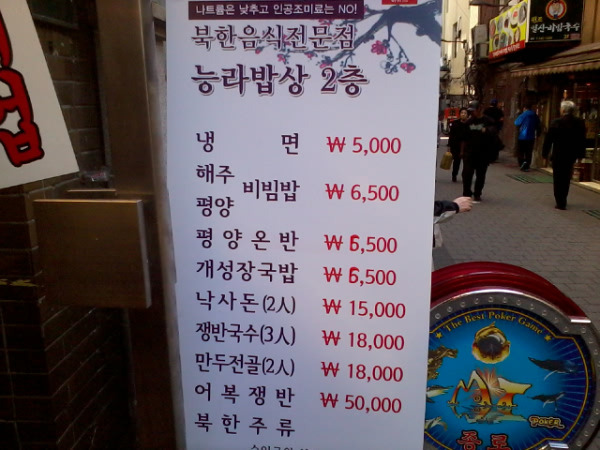 나트륨은 낮추고 인공조미료는 NO!
북한음식전문점
능라밥상 2층
냉 면 ₩ 5,000
해주 평양 비빔밥 ₩ 6,500
평양온반 ₩ 6,500
개성장국밥 ₩ 6,500
낙사돈(2人) ₩ 15,000
쟁반국수(3人) ₩ 18,000
만두전골(2人) ₩ 18,000
어복쟁반 ₩ 50,000
북한주류
The Best Poker Game
POKER
종로